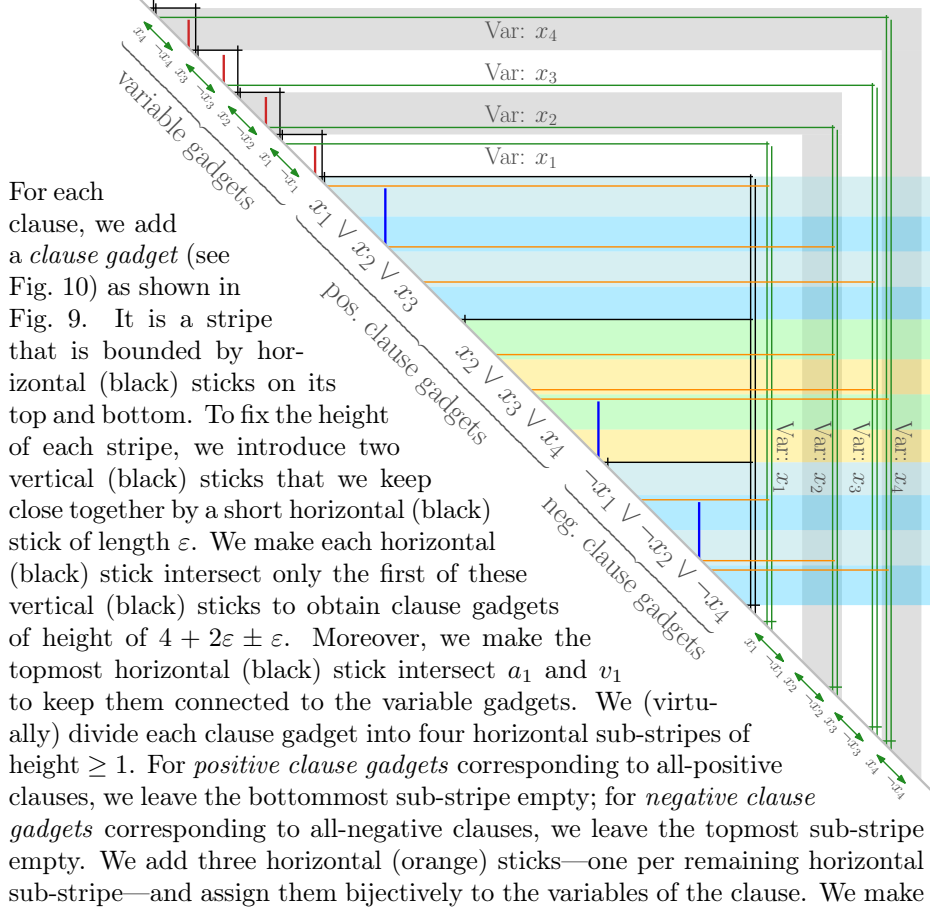 Var: x₄
Var: x₃
Var: x₂
Var: x₁
x₄ ¬x₄ x₃ ¬x₃ x₂ ¬x₂ x₁ ¬x₁
variable gadgets
x₁ ∨ x₂ ∨ x₃
pos. clause gadgets
x₂ ∨ x₃ ∨ x₄
¬x₁ ∨ ¬x₂ ∨ ¬x₄
neg. clause gadgets
Var: x₁
Var: x₂
Var: x₃
Var: x₄
x₁ ¬x₁ x₂ ¬x₂ x₃ ¬x₃ x₄ ¬x₄
For each
clause, we add
a clause gadget (see
Fig. 10) as shown in
Fig. 9. It is a stripe
that is bounded by hor-
izontal (black) sticks on its
top and bottom. To fix the height
of each stripe, we introduce two
vertical (black) sticks that we keep
close together by a short horizontal (black)
stick of length ε. We make each horizontal
(black) stick intersect only the first of these
vertical (black) sticks to obtain clause gadgets
of height of 4 + 2ε ± ε. Moreover, we make the
topmost horizontal (black) stick intersect a₁ and v₁
to keep them connected to the variable gadgets. We (virtu-
ally) divide each clause gadget into four horizontal sub-stripes of
height ≥ 1. For positive clause gadgets corresponding to all-positive
clauses, we leave the bottommost sub-stripe empty; for negative clause
gadgets corresponding to all-negative clauses, we leave the topmost sub-stripe
empty. We add three horizontal (orange) sticks—one per remaining horizontal
sub-stripe—and assign them bijectively to the variables of the clause. We make